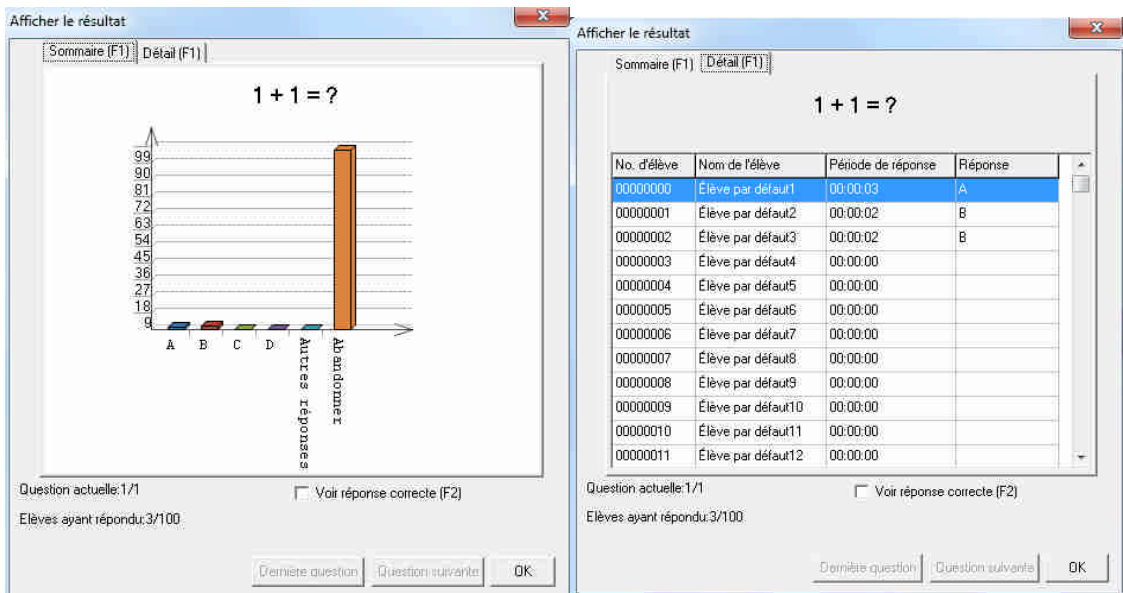 Afficher le résultat
Sommaire (F1) Détail (F1)
1 + 1 = ?
99
90
81
72
63
54
45
36
27
18
9
A B C D Autres réponses Abandonner
Question actuelle:1/1
Voir réponse correcte (F2)
Elèves ayant répondu:3/100
Dernière question Question suivante OK
Afficher le résultat
Sommaire (F1) Détail (F1)
1 + 1 = ?
No. d'élève Nom de l'élève Période de réponse Réponse
00000000 Élève par défaut1 00:00:03 A
00000001 Élève par défaut2 00:00:02 B
00000002 Élève par défaut3 00:00:02 B
00000003 Élève par défaut4 00:00:00
00000004 Élève par défaut5 00:00:00
00000005 Élève par défaut6 00:00:00
00000006 Élève par défaut7 00:00:00
00000007 Élève par défaut8 00:00:00
00000008 Élève par défaut9 00:00:00
00000009 Élève par défaut10 00:00:00
00000010 Élève par défaut11 00:00:00
00000011 Élève par défaut12 00:00:00
Question actuelle:1/1
Voir réponse correcte (F2)
Elèves ayant répondu:3/100
Dernière question Question suivante OK